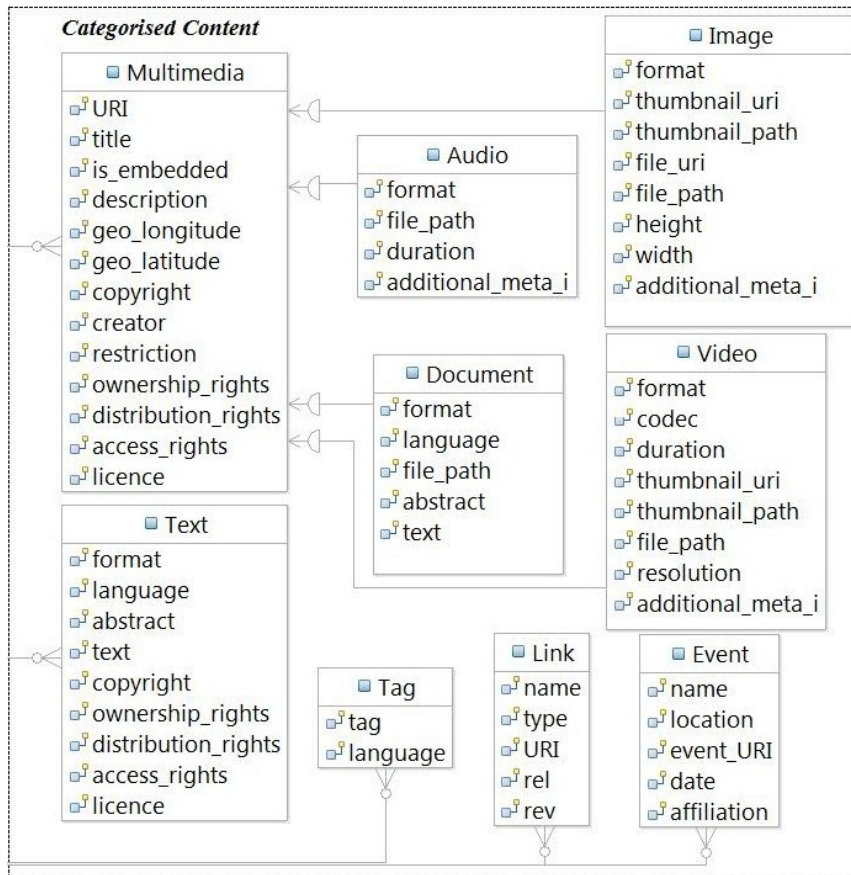 Categorised Content
Multimedia
URI
title
is_embedded
description
geo_longitude
geo_latitude
copyright
creator
restriction
ownership_rights
distribution_rights
access_rights
licence
Audio
format
file_path
duration
additional_meta_i
Image
format
thumbnail_uri
thumbnail_path
file_uri
file_path
height
width
additional_meta_i
Document
format
language
file_path
abstract
text
Video
format
codec
duration
thumbnail_uri
thumbnail_path
file_path
resolution
additional_meta_i
Text
format
language
abstract
text
copyright
ownership_rights
distribution_rights
access_rights
licence
Tag
tag
language
Link
name
type
URI
rel
rev
Event
name
location
event_URI
date
affiliation